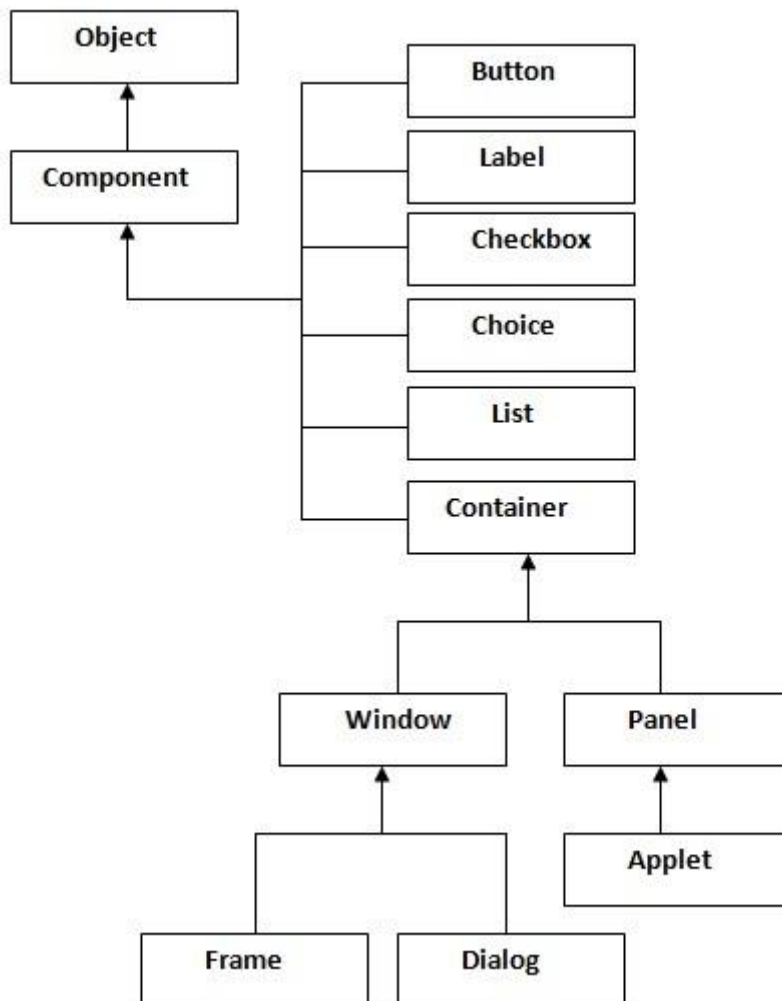 Object
Component
Button
Label
Checkbox
Choice
List
Container
Window
Panel
Applet
Frame
Dialog